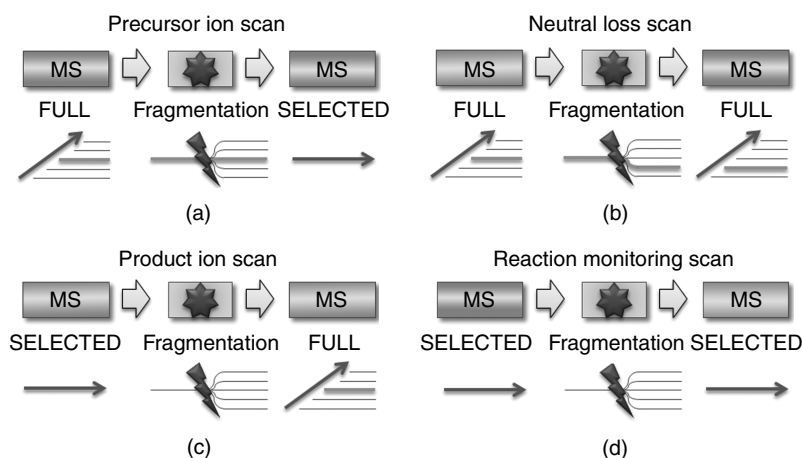 Precursor ion scan
MS MS
FULL Fragmentation SELECTED
(a)
Neutral loss scan
MS MS
FULL Fragmentation FULL
(b)
Product ion scan
MS MS
SELECTED Fragmentation FULL
(c)
Reaction monitoring scan
MS MS
SELECTED Fragmentation SELECTED
(d)